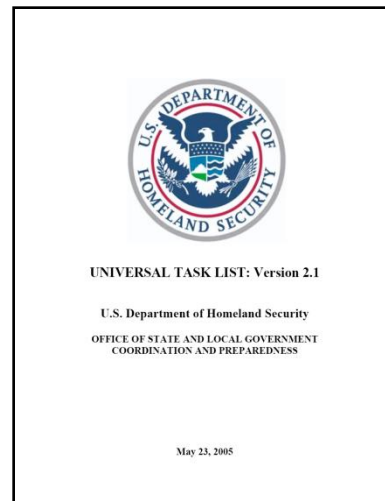 U.S. DEPARTMENT OF
HOMELAND SECURITY
UNIVERSAL TASK LIST: Version 2.1
U.S. Department of Homeland Security
OFFICE OF STATE AND LOCAL GOVERNMENT
COORDINATION AND PREPAREDNESS
May 23, 2005